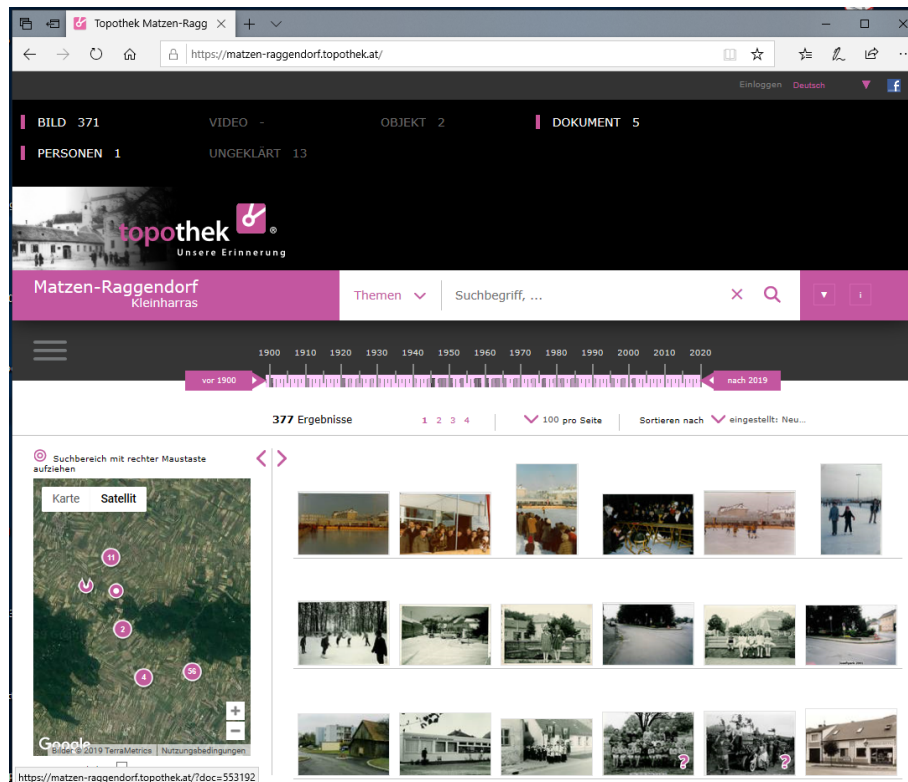 Topothek Matzen-Ragg
https://matzen-raggendorf.topothek.at/
Einloggen Deutsch
BILD 371 VIDEO - OBJEKT 2 DOKUMENT 5
PERSONEN 1 UNGEKLÄRT 13
topothek ®
Unsere Erinnerung
Matzen-Raggendorf
Kleinharras
Themen Suchbegriff, ...
1900 1910 1920 1930 1940 1950 1960 1970 1980 1990 2000 2010 2020
vor 1900 nach 2019
377 Ergebnisse 1 2 3 4 100 pro Seite Sortieren nach eingestellt: Neu...
Suchbereich mit rechter Maustaste
aufziehen
Karte Satellit
11
2
4 56
Google
Bilder © 2019 TerraMetrics Nutzungsbedingungen
? ?
https://matzen-raggendorf.topothek.at/?doc=553192